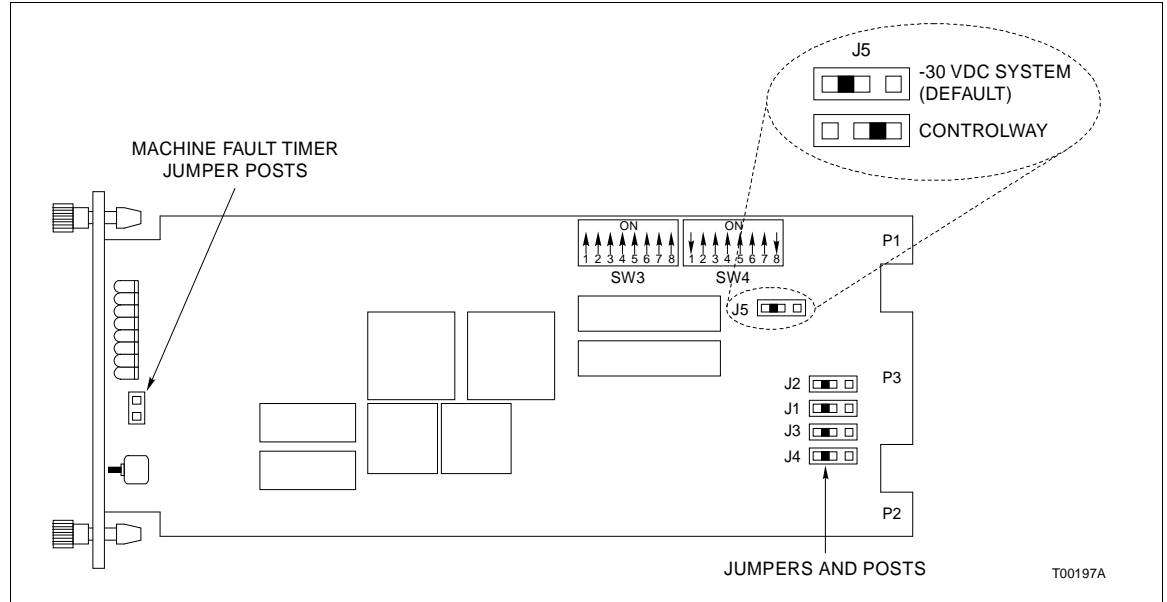 J5
-30 VDC SYSTEM
(DEFAULT)
CONTROLWAY
MACHINE FAULT TIMER
JUMPER POSTS
ON
1 2 3 4 5 6 7 8
SW3
ON
1 2 3 4 5 6 7 8
SW4
P1
J5
J2
P3
J1
J3
J4
P2
JUMPERS AND POSTS
T00197A